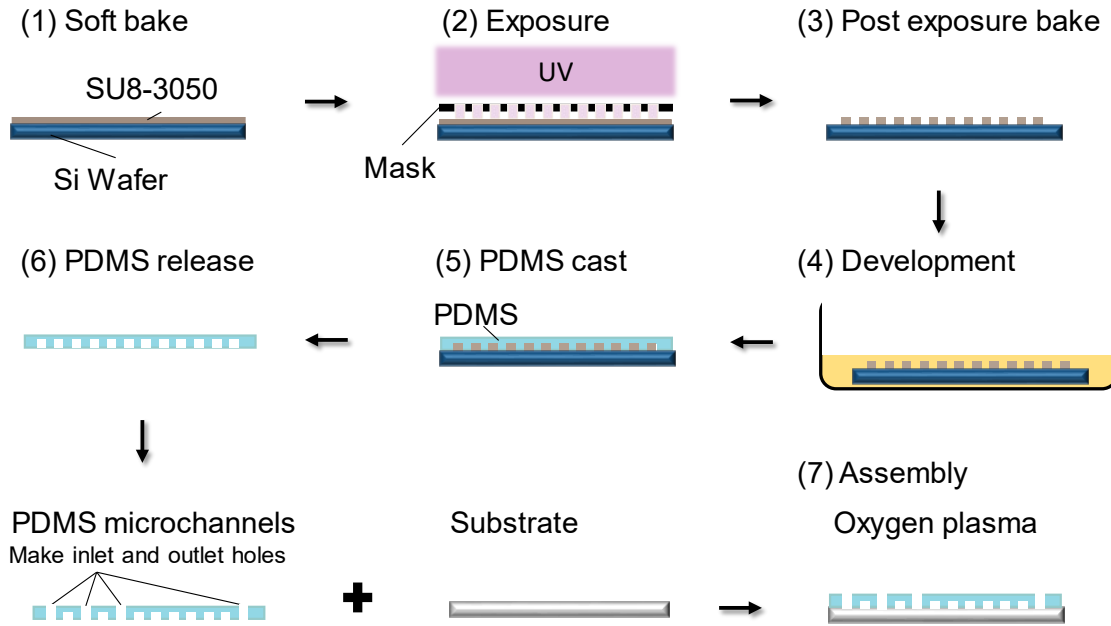 (1) Soft bake
(2) Exposure
(3) Post exposure bake
SU8-3050
UV
Mask
Si Wafer
(6) PDMS release
(5) PDMS cast
(4) Development
PDMS
(7) Assembly
PDMS microchannels
Substrate
Oxygen plasma
Make inlet and outlet holes